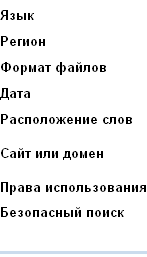 Язык
Регион
Формат файлов
Дата
Расположение слов
Сайт или домен
Права использования
Безопасный поиск